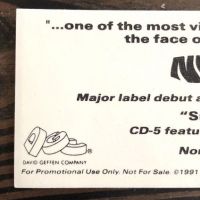 "...one of the most vi
the face o
Major label debut a
"S
CD-5 featu
No
DGC ®
DAVID GEFFEN COMPANY
For Promotional Use Only. Not For Sale. ©1991